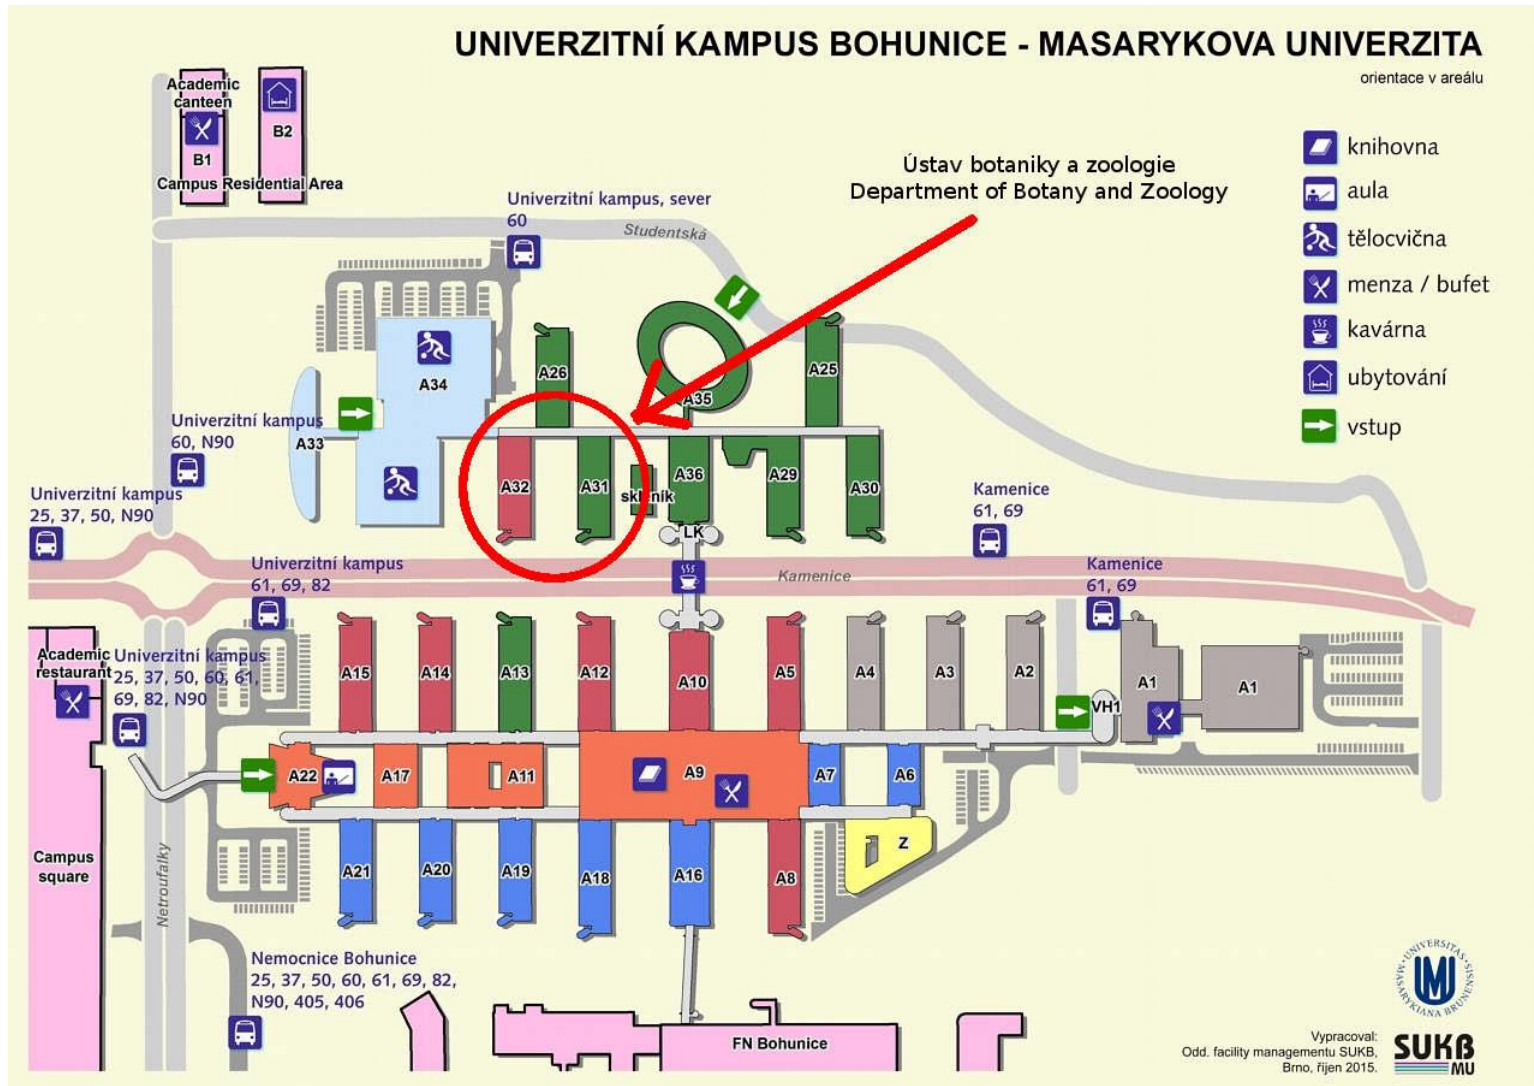 UNIVERZITNÍ KAMPUS BOHUNICE - MASARYKOVA UNIVERZITA
orientace v areálu
Academic
canteen
B1
B2
Campus Residential Area
Ústav botaniky a zoologie
Department of Botany and Zoology
knihovna
aula
tělocvična
menza / bufet
kavárna
ubytování
vstup
Univerzitní kampus, sever
60
Studentská
A34
A26
A35
A25
Univerzitní kampus
60, N90
A33
A32
A31
skleník
A36
A29
A30
Univerzitní kampus
25, 37, 50, N90
Kamenice
61, 69
LK
Univerzitní kampus
61, 69, 82
Kamenice
Kamenice
61, 69
Academic
restaurant
Univerzitní kampus
25, 37, 50, 60, 61,
69, 82, N90
A15
A14
A13
A12
A10
A5
A4
A3
A2
A1
A1
VH1
A22
A17
A11
A9
A7
A6
Campus
square
Netroufalky
A21
A20
A19
A18
A16
A8
Z
Nemocnice Bohunice
25, 37, 50, 60, 61, 69, 82,
N90, 405, 406
FN Bohunice
UNIVERSITAS MASARYKIANA BRUNENSIS
MU
Vypracoval:
Odd. facility managementu SUKB,
Brno, říjen 2015.
SUKB
MU